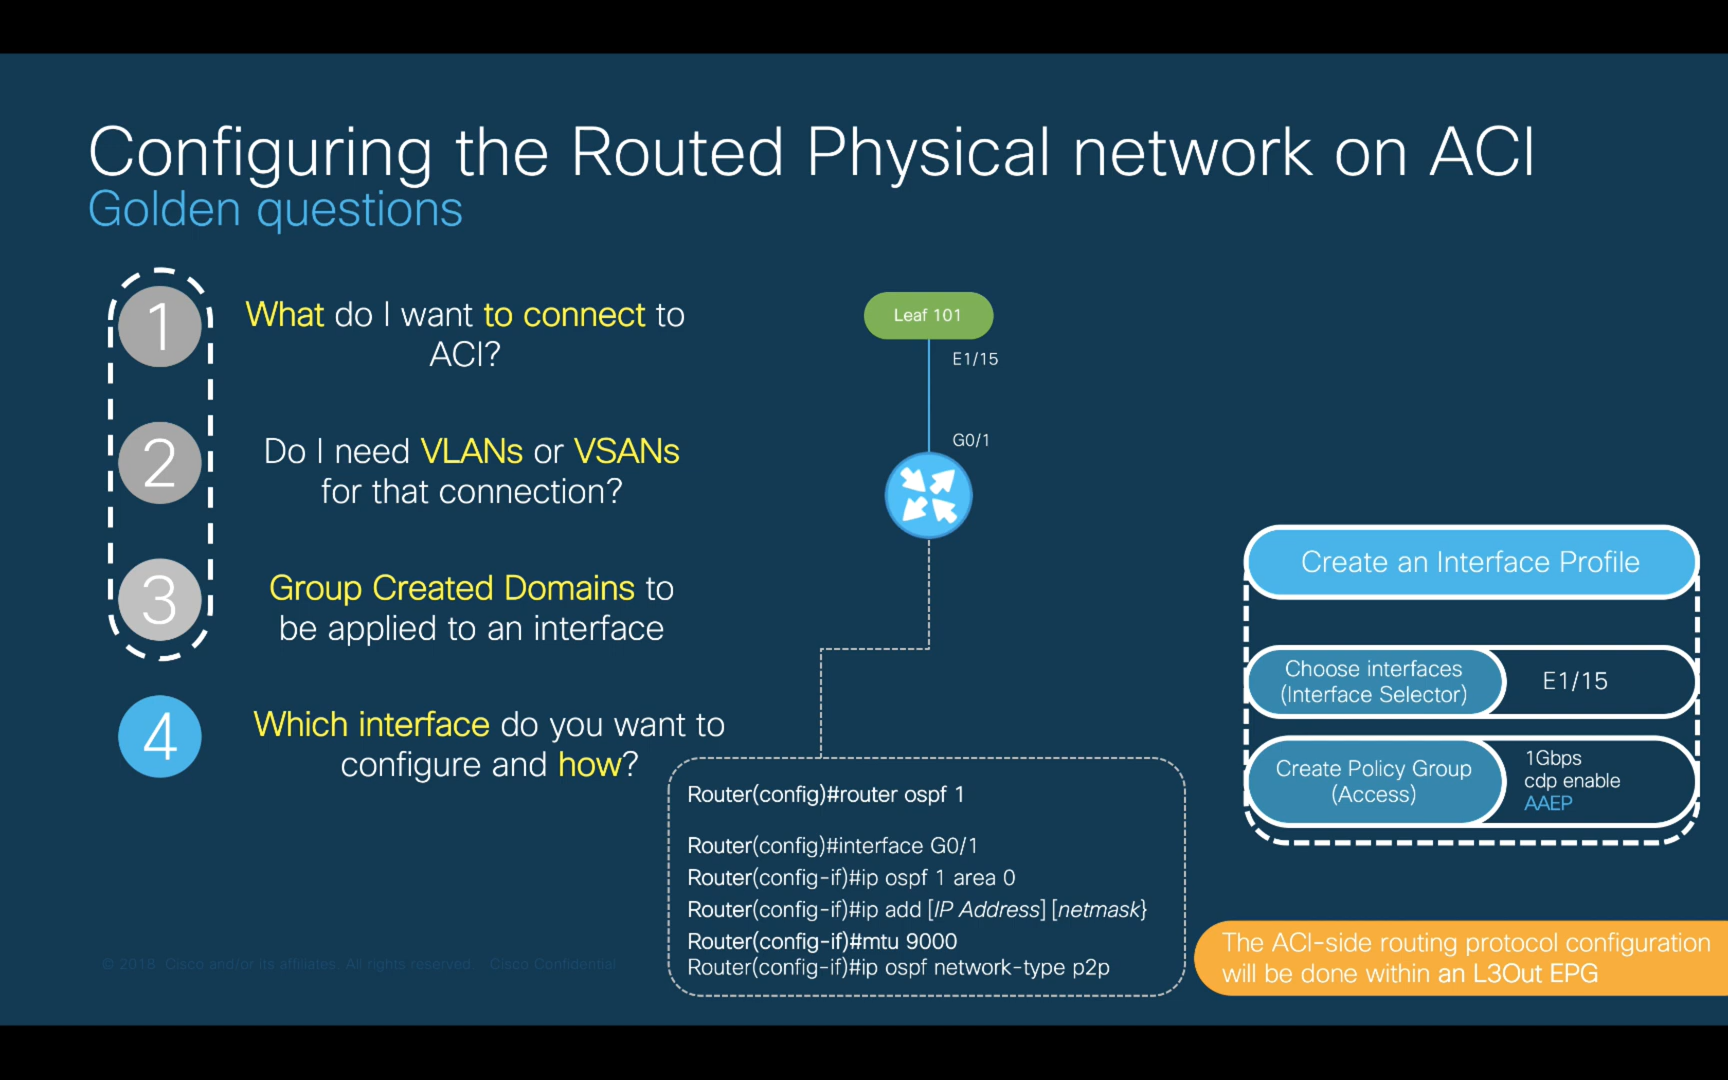 Configuring the Routed Physical network on ACI
Golden questions
1
What do I want to connect to
ACI?
2
Do I need VLANs or VSANs
for that connection?
3
Group Created Domains to
be applied to an interface
4
Which interface do you want to
configure and how?
Leaf 101
E1/15
G0/1
Router(config)#router ospf 1
Router(config)#interface G0/1
Router(config-if)#ip ospf 1 area 0
Router(config-if)#ip add [IP Address] [netmask}
Router(config-if)#mtu 9000
Router(config-if)#ip ospf network-type p2p
Create an Interface Profile
Choose interfaces
(Interface Selector)
E1/15
Create Policy Group
(Access)
1Gbps
cdp enable
AAEP
The ACI-side routing protocol configuration
will be done within an L3Out EPG
© 2018 Cisco and/or its affiliates. All rights reserved. Cisco Confidential